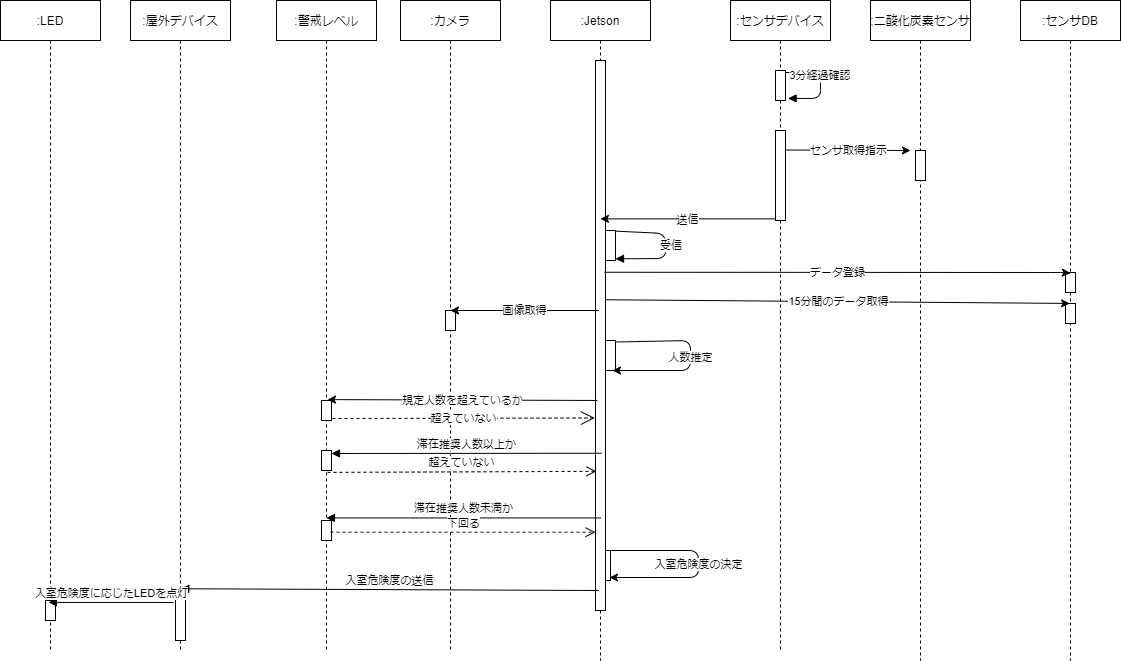 :LED
:屋外デバイス
:警戒レベル
:カメラ
:Jetson
:センサデバイス
:二酸化炭素センサ
:センサDB
3分経過確認
センサ取得指示
送信
受信
データ登録
15分間のデータ取得
画像取得
人数推定
規定人数を超えているか
超えていない
滞在推奨人数以上か
超えていない
滞在推奨人数未満か
下回る
入室危険度の決定
入室危険度の送信
入室危険度に応じたLEDを点灯